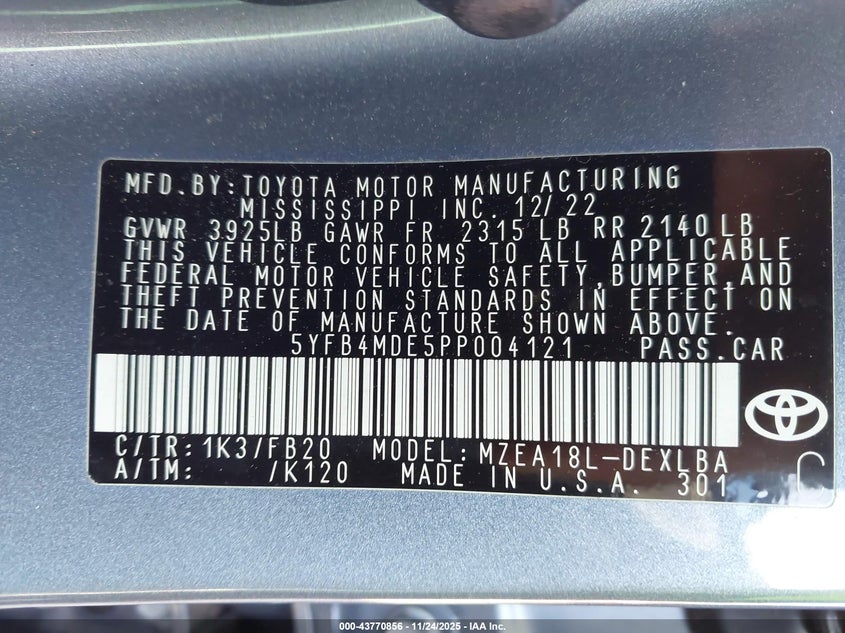 MFD.BY:TOYOTA MOTOR MANUFACTURING
MISSISSIPPI INC. 12/22
GVWR 3925LB GAWR FR 2315 LB RR 2140 LB
THIS VEHICLE CONFORMS TO ALL APPLICABLE
FEDERAL MOTOR VEHICLE SAFETY,BUMPER,AND
THEFT PREVENTION STANDARDS IN EFFECT ON
THE DATE OF MANUFACTURE SHOWN ABOVE.
5YFB4MDE5PP004121 PASS.CAR
C/TR: 1K3/FB20 MODEL: MZEA18L-DEXLBA
A/TM: /K120 MADE IN U.S.A. 301
C
000-43770856 - 11/24/2025 - IAA Inc.